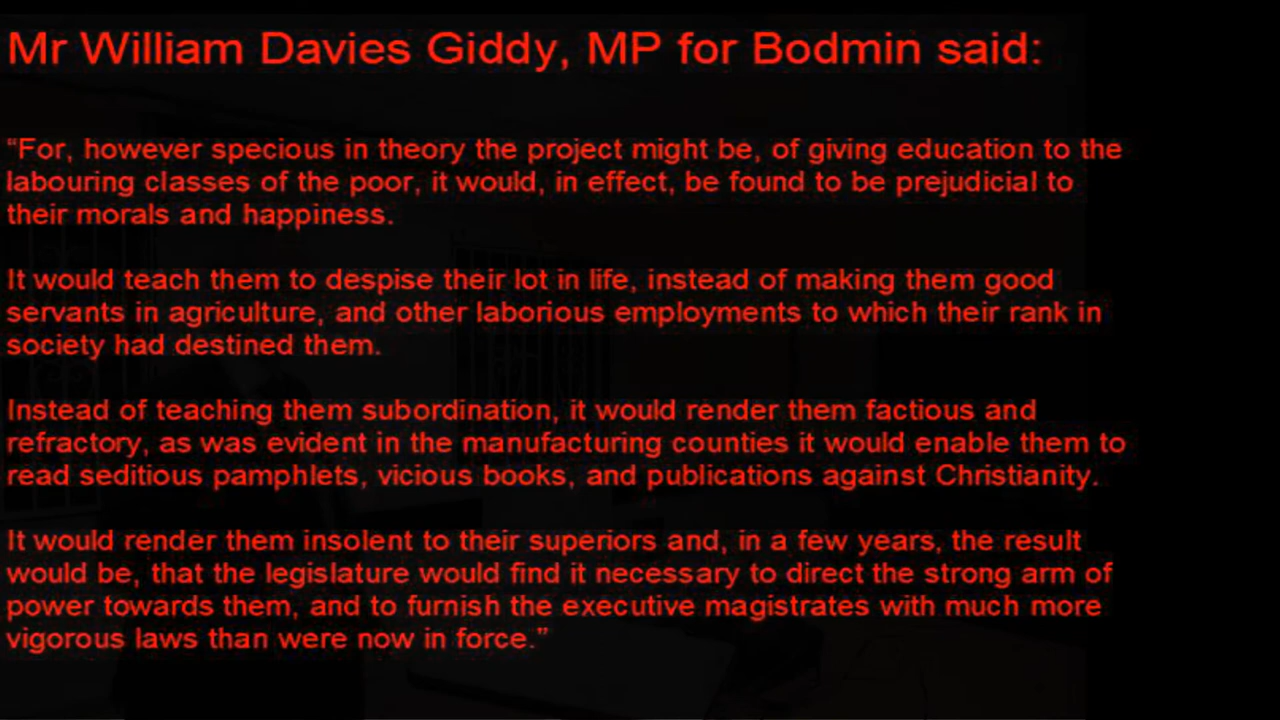 Mr William Davies Giddy, MP for Bodmin said:
“For, however specious in theory the project might be, of giving education to the
labouring classes of the poor, it would, in effect, be found to be prejudicial to
their morals and happiness.
It would teach them to despise their lot in life, instead of making them good
servants in agriculture, and other laborious employments to which their rank in
society had destined them.
Instead of teaching them subordination, it would render them factious and
refractory, as was evident in the manufacturing counties it would enable them to
read seditious pamphlets, vicious books, and publications against Christianity.
It would render them insolent to their superiors and, in a few years, the result
would be, that the legislature would find it necessary to direct the strong arm of
power towards them, and to furnish the executive magistrates with much more
vigorous laws than were now in force.”